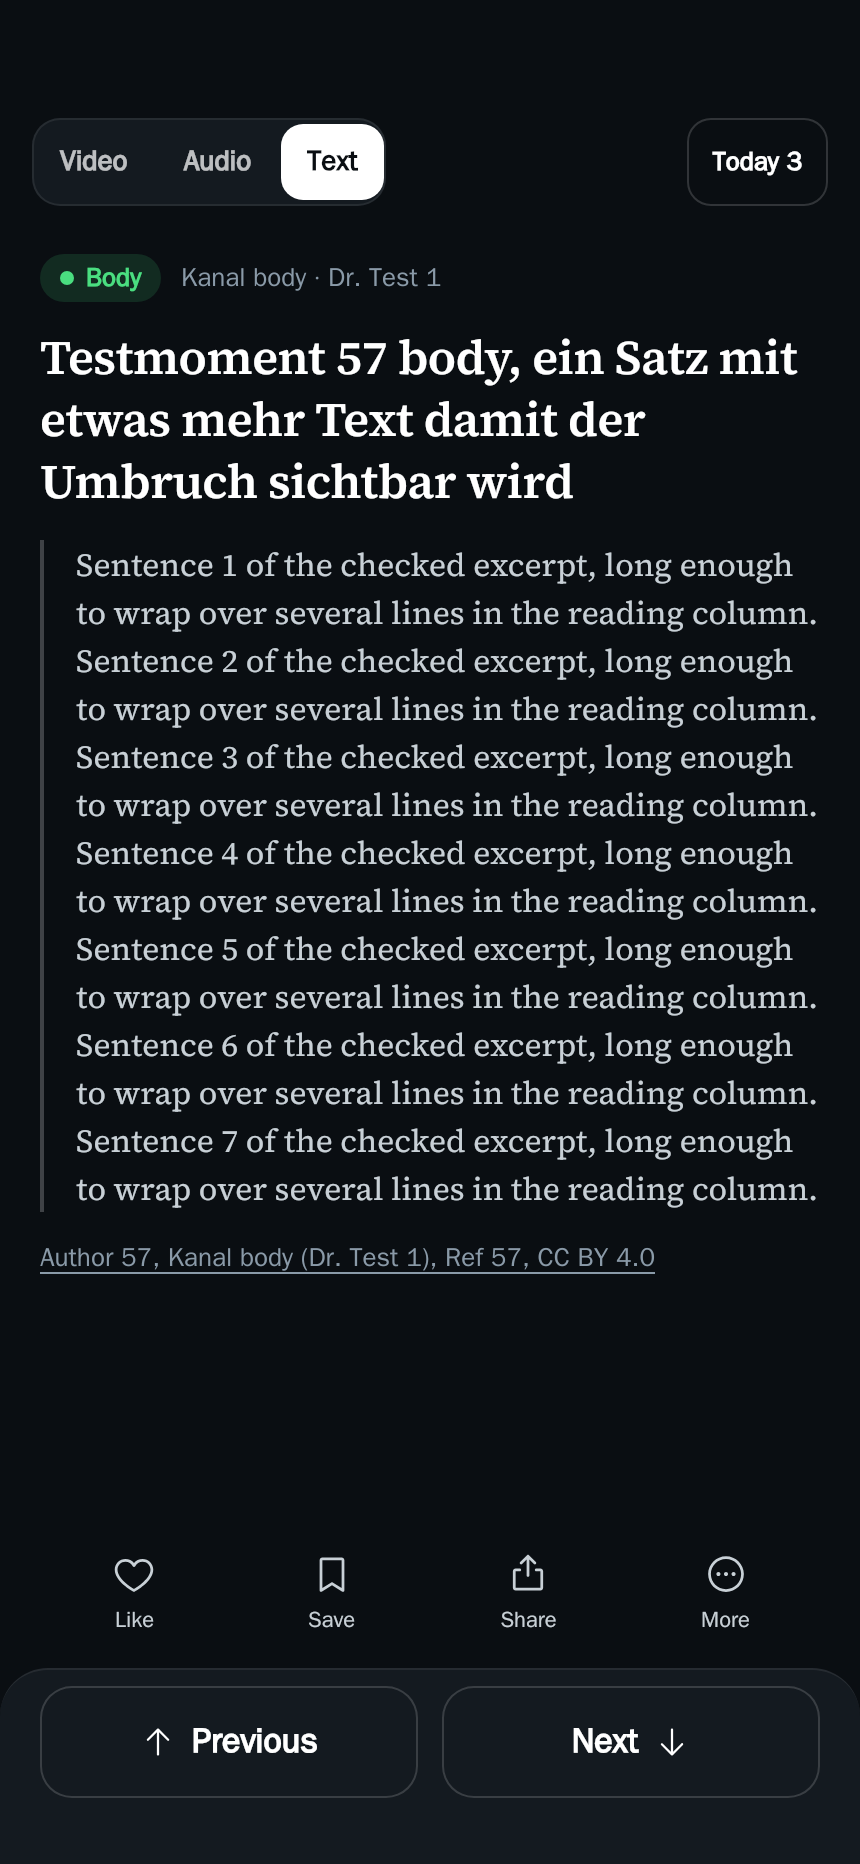 Video Audio Text Today 3
Body Kanal body · Dr. Test 1
Testmoment 57 body, ein Satz mit
etwas mehr Text damit der
Umbruch sichtbar wird
Sentence 1 of the checked excerpt, long enough
to wrap over several lines in the reading column.
Sentence 2 of the checked excerpt, long enough
to wrap over several lines in the reading column.
Sentence 3 of the checked excerpt, long enough
to wrap over several lines in the reading column.
Sentence 4 of the checked excerpt, long enough
to wrap over several lines in the reading column.
Sentence 5 of the checked excerpt, long enough
to wrap over several lines in the reading column.
Sentence 6 of the checked excerpt, long enough
to wrap over several lines in the reading column.
Sentence 7 of the checked excerpt, long enough
to wrap over several lines in the reading column.
Author 57, Kanal body (Dr. Test 1), Ref 57, CC BY 4.0
Like Save Share More
Previous Next